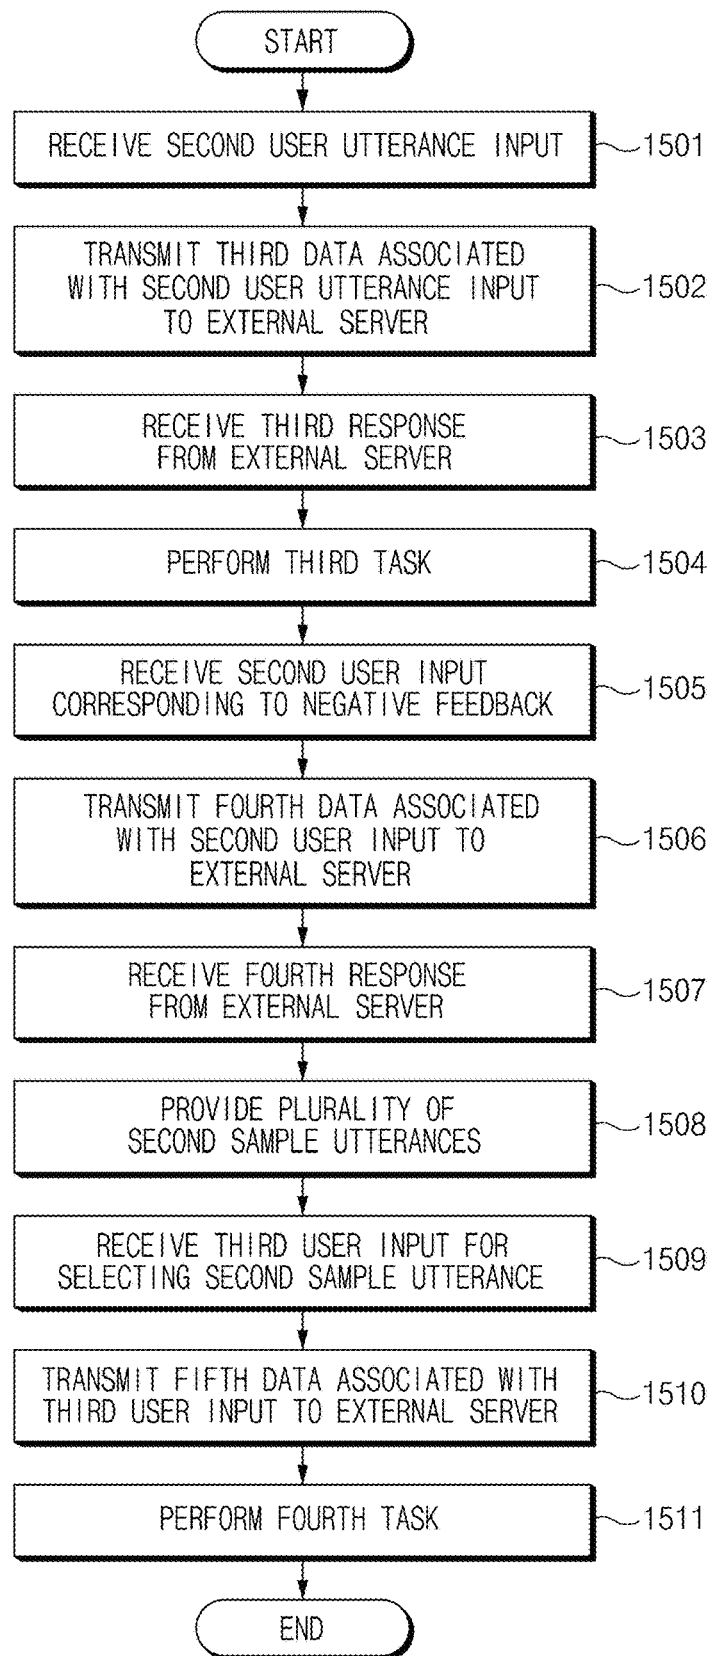 START
RECEIVE SECOND USER UTTERANCE INPUT
1501
TRANSMIT THIRD DATA ASSOCIATED
WITH SECOND USER UTTERANCE INPUT
TO EXTERNAL SERVER
1502
RECEIVE THIRD RESPONSE
FROM EXTERNAL SERVER
1503
PERFORM THIRD TASK
1504
RECEIVE SECOND USER INPUT
CORRESPONDING TO NEGATIVE FEEDBACK
1505
TRANSMIT FOURTH DATA ASSOCIATED
WITH SECOND USER INPUT TO
EXTERNAL SERVER
1506
RECEIVE FOURTH RESPONSE
FROM EXTERNAL SERVER
1507
PROVIDE PLURALITY OF
SECOND SAMPLE UTTERANCES
1508
RECEIVE THIRD USER INPUT FOR
SELECTING SECOND SAMPLE UTTERANCE
1509
TRANSMIT FIFTH DATA ASSOCIATED WITH
THIRD USER INPUT TO EXTERNAL SERVER
1510
PERFORM FOURTH TASK
1511
END